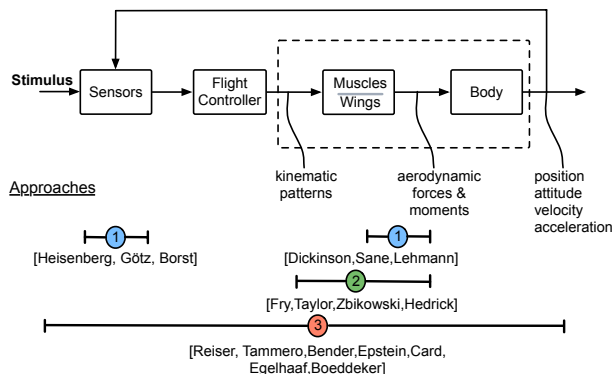 Stimulus
Sensors
Flight
Controller
Muscles
Wings
Body
kinematic
patterns
aerodynamic
forces &
moments
position
attitude
velocity
acceleration
Approaches
1
1
[Heisenberg, Götz, Borst]
[Dickinson,Sane,Lehmann]
2
[Fry,Taylor,Zbikowski,Hedrick]
3
[Reiser, Tammero,Bender,Epstein,Card,
Egelhaaf,Boeddeker]